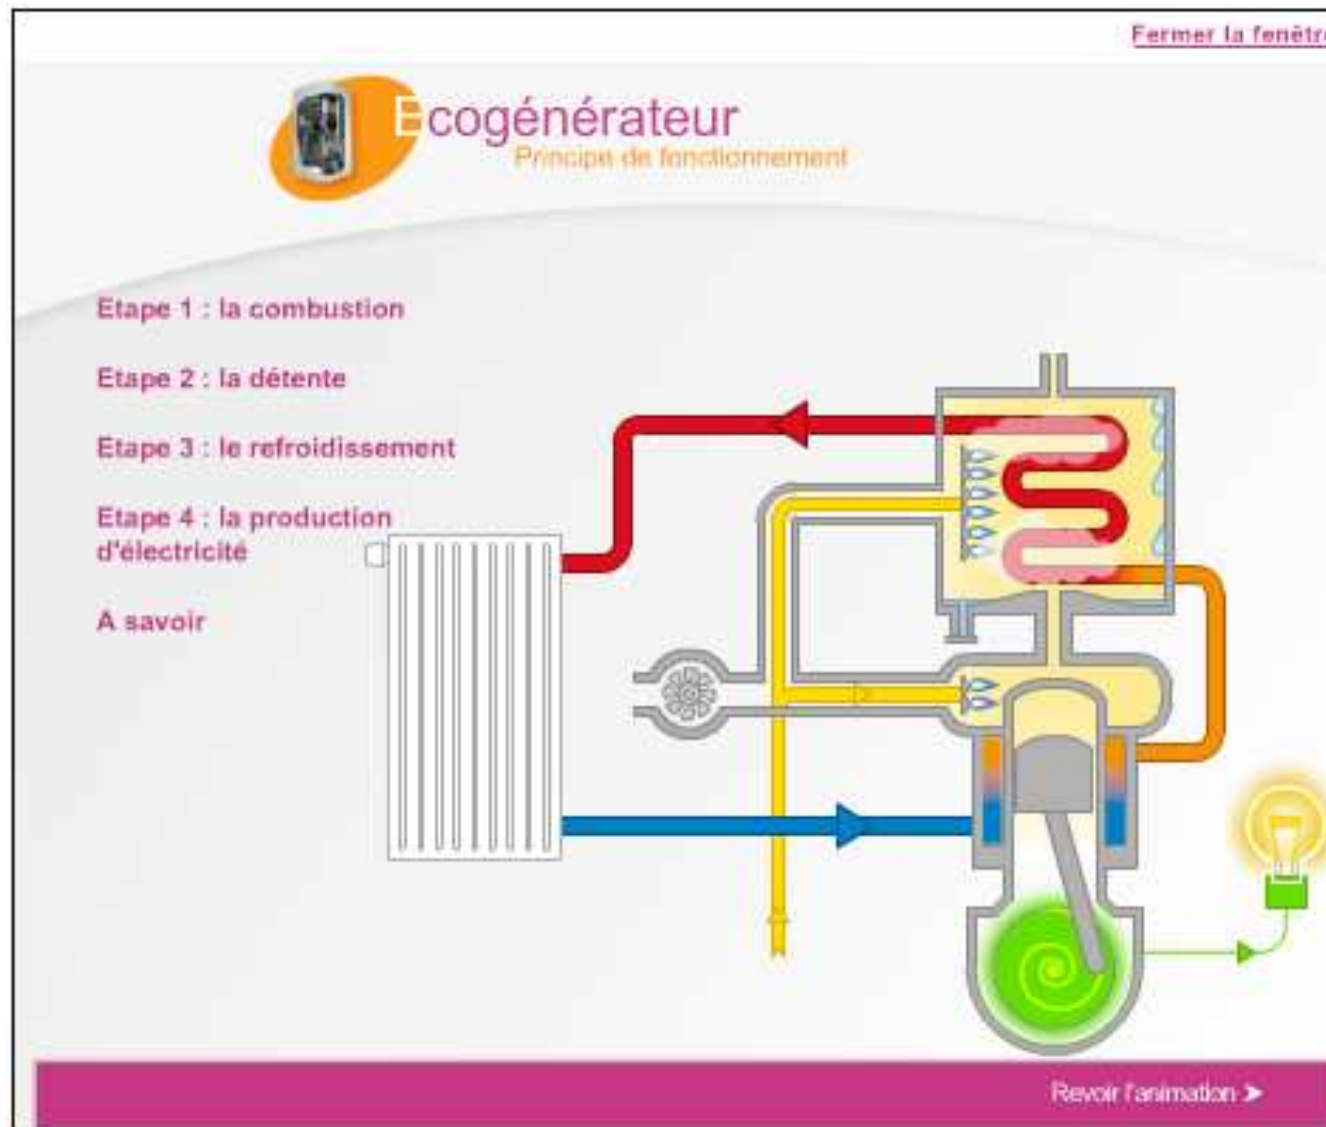 Fermer la fenêtre
Ecogénérateur
Principe de fonctionnement
Etape 1 : la combustion
Etape 2 : la détente
Etape 3 : le refroidissement
Etape 4 : la production
d'électricité
A savoir
Revoir l'animation ➤